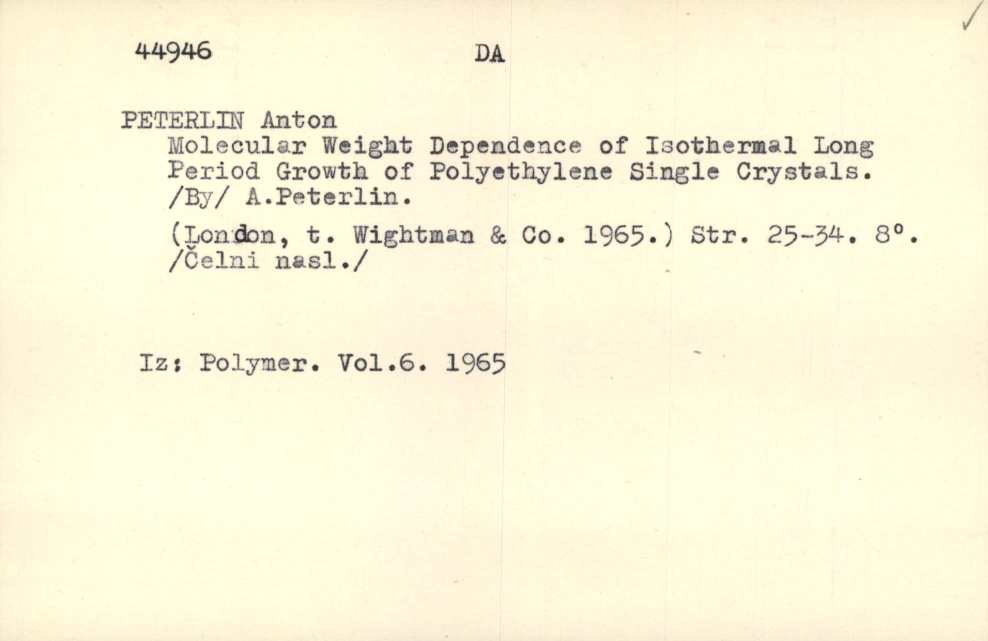 44946 DA
PETERLIN Anton
Molecular Weight Dependence of Isothermal Long
Period Growth of Polyethylene Single Crystals.
/By/ A.Peterlin.
(London, t. Wightman & Co. 1965.) Str. 25-34. 8°.
/Čelni nasl./
Iz: Polymer. Vol.6. 1965